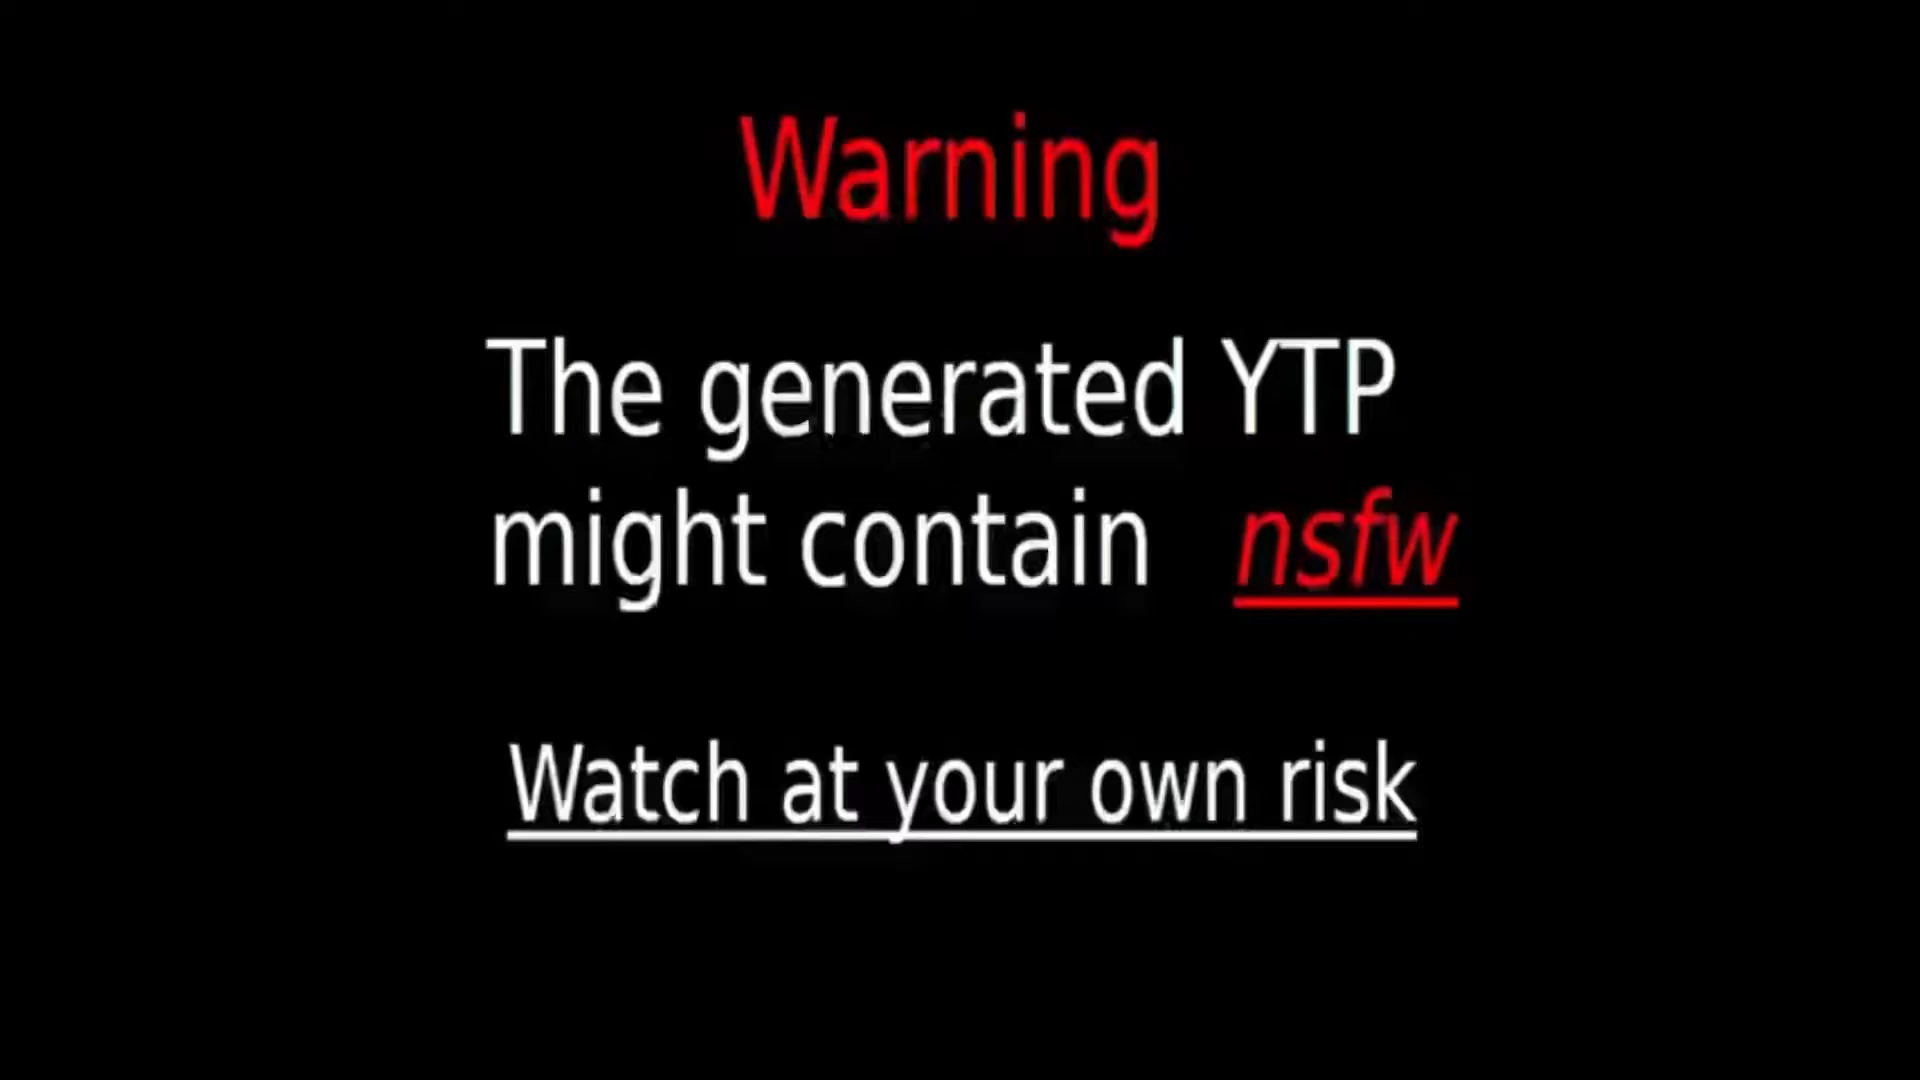 Warning
The generated YTP
might contain nsfw
Watch at your own risk